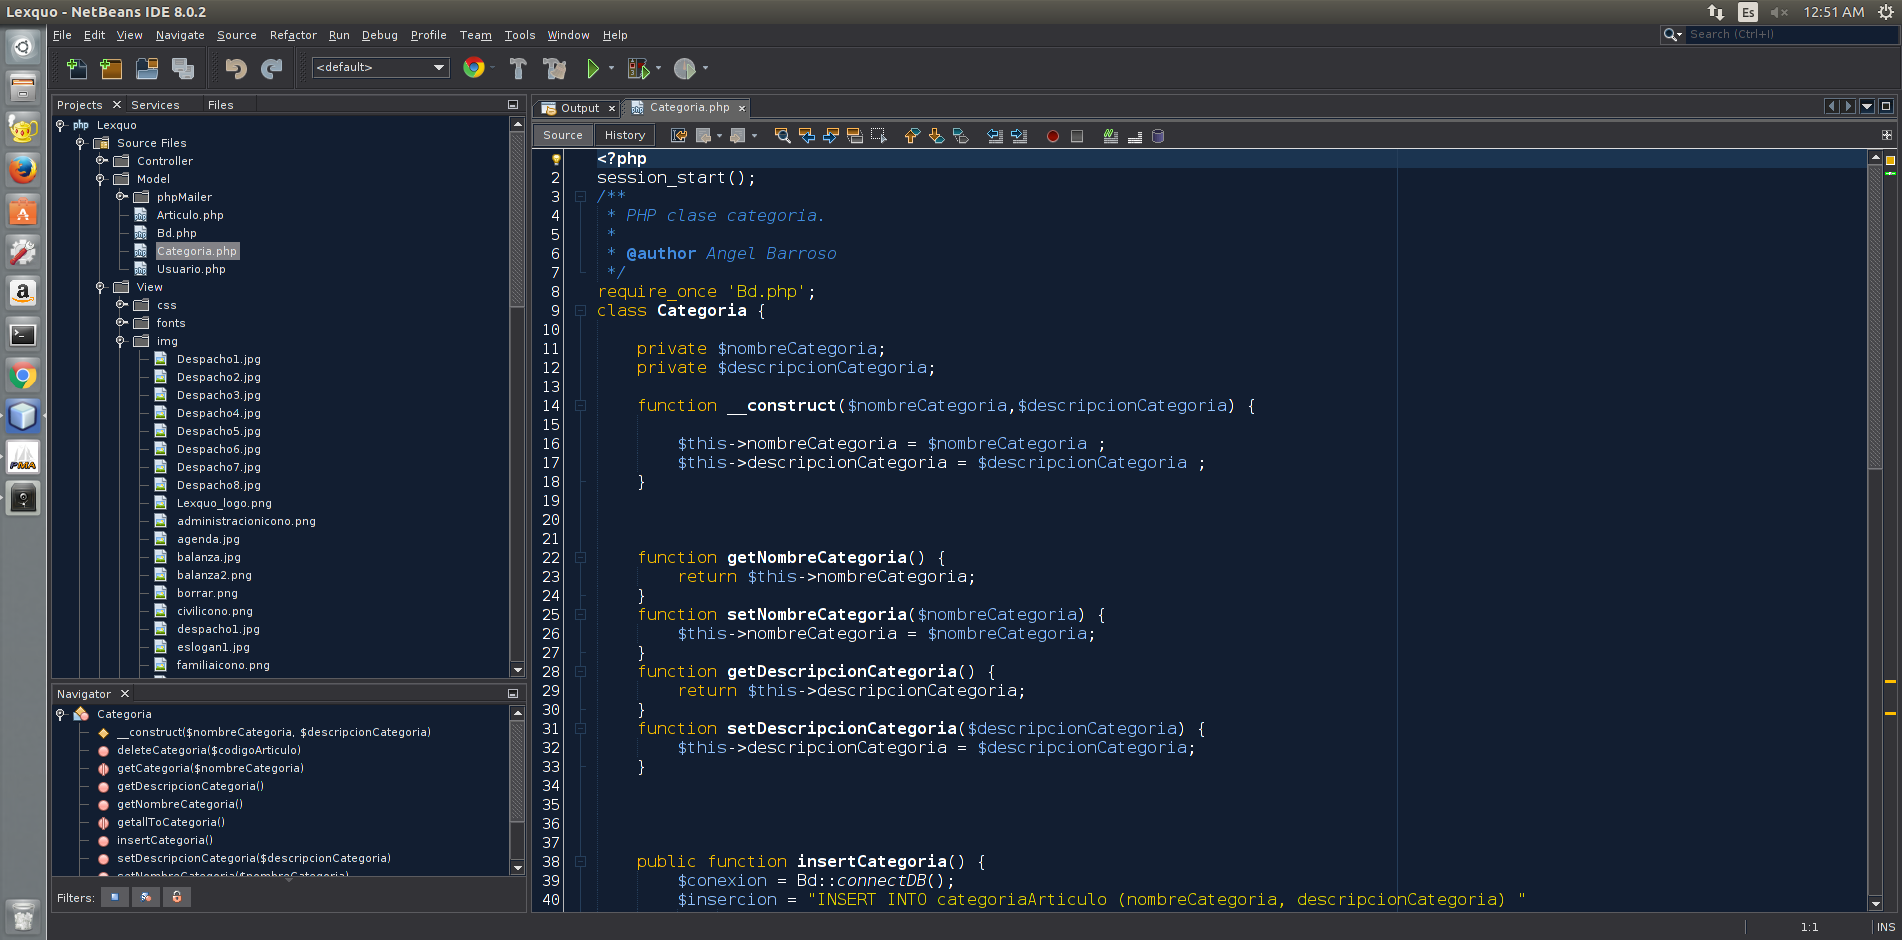 Lexquo - NetBeans IDE 8.0.2
Es
12:51 AM
File Edit View Navigate Source Refactor Run Debug Profile Team Tools Window Help
Search (Ctrl+I)
<default>
Projects Services Files
php Lexquo
Source Files
Controller
Model
phpMailer
Articulo.php
Bd.php
Categoria.php
Usuario.php
View
css
fonts
img
Despacho1.jpg
Despacho2.jpg
Despacho3.jpg
Despacho4.jpg
Despacho5.jpg
Despacho6.jpg
Despacho7.jpg
Despacho8.jpg
Lexquo_logo.png
administracionicono.png
agenda.jpg
balanza.jpg
balanza2.png
borrar.png
civilicono.png
despacho1.jpg
eslogan1.jpg
familiaicono.png
PMA
Navigator
Categoria
__construct($nombreCategoria, $descripcionCategoria)
deleteCategoria($codigoArticulo)
getCategoria($nombreCategoria)
getDescripcionCategoria()
getNombreCategoria()
getallToCategoria()
insertCategoria()
setDescripcionCategoria($descripcionCategoria)
setNombreCategoria($nombreCategoria)
Filters:
Output Categoria.php
Source History
1 <?php
2 session_start();
3 /**
4 * PHP clase categoria.
5 *
6 * @author Angel Barroso
7 */
8 require_once 'Bd.php';
9 class Categoria {
10
11 private $nombreCategoria;
12 private $descripcionCategoria;
13
14 function __construct($nombreCategoria,$descripcionCategoria) {
15
16 $this->nombreCategoria = $nombreCategoria ;
17 $this->descripcionCategoria = $descripcionCategoria ;
18 }
19
20
21
22 function getNombreCategoria() {
23 return $this->nombreCategoria;
24 }
25 function setNombreCategoria($nombreCategoria) {
26 $this->nombreCategoria = $nombreCategoria;
27 }
28 function getDescripcionCategoria() {
29 return $this->descripcionCategoria;
30 }
31 function setDescripcionCategoria($descripcionCategoria) {
32 $this->descripcionCategoria = $descripcionCategoria;
33 }
34
35
36
37
38 public function insertCategoria() {
39 $conexion = Bd::connectDB();
40 $insercion = "INSERT INTO categoriaArticulo (nombreCategoria, descripcionCategoria) "
1:1 INS